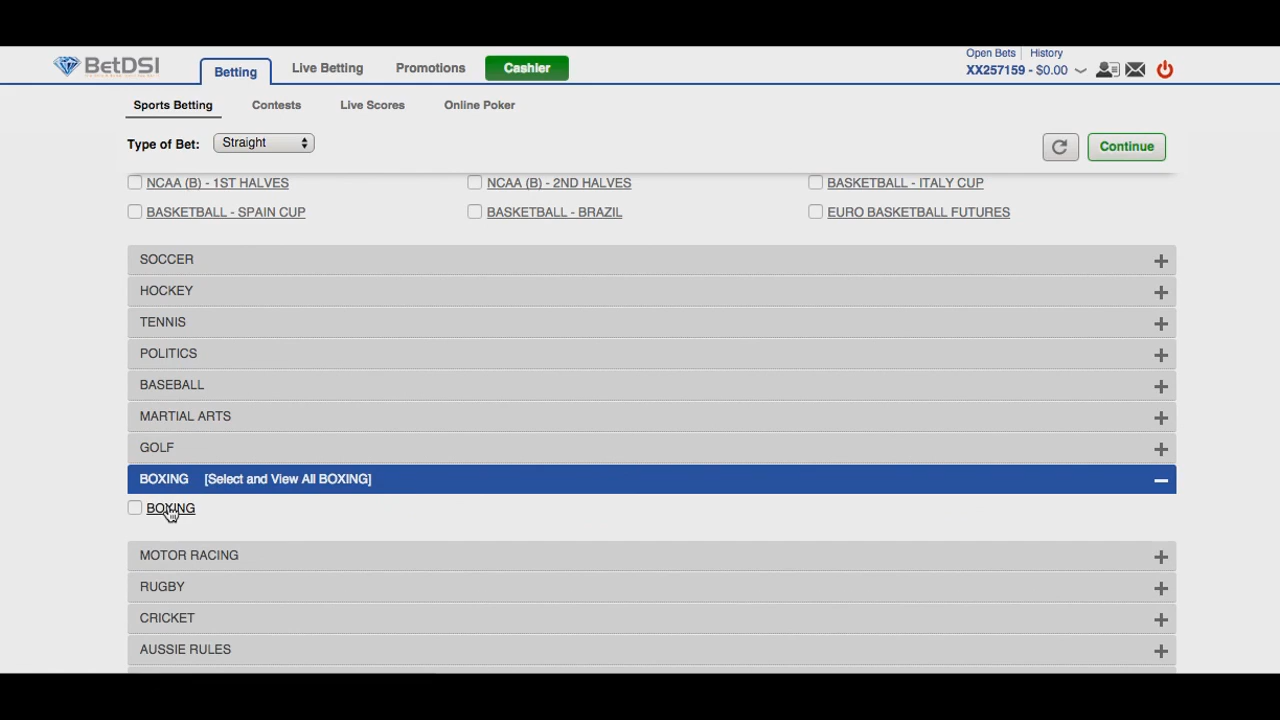 BetDSI
Betting Live Betting Promotions Cashier
Open Bets | History
XX257159 - $0.00
Sports Betting Contests Live Scores Online Poker
Type of Bet: Straight Continue
NCAA (B) - 1ST HALVES NCAA (B) - 2ND HALVES BASKETBALL - ITALY CUP
BASKETBALL - SPAIN CUP BASKETBALL - BRAZIL EURO BASKETBALL FUTURES
SOCCER
HOCKEY
TENNIS
POLITICS
BASEBALL
MARTIAL ARTS
GOLF
BOXING [Select and View All BOXING]
BOXING
MOTOR RACING
RUGBY
CRICKET
AUSSIE RULES